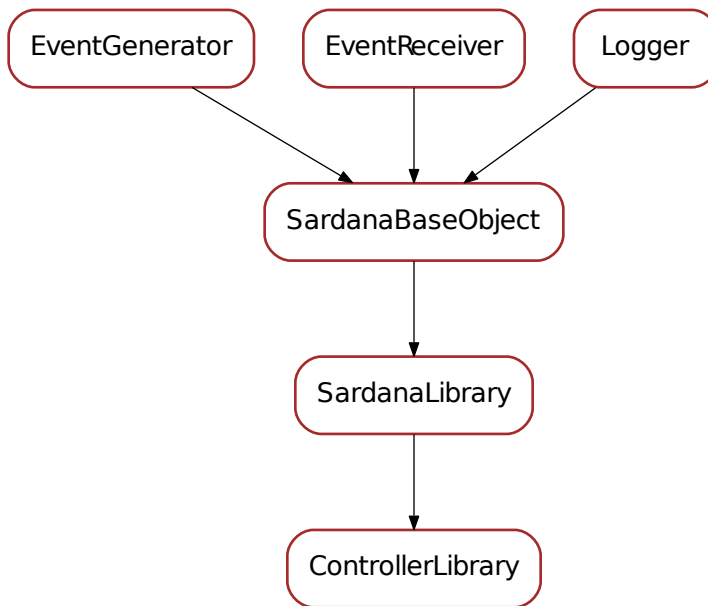 EventGenerator
EventReceiver
Logger
SardanaBaseObject
SardanaLibrary
ControllerLibrary